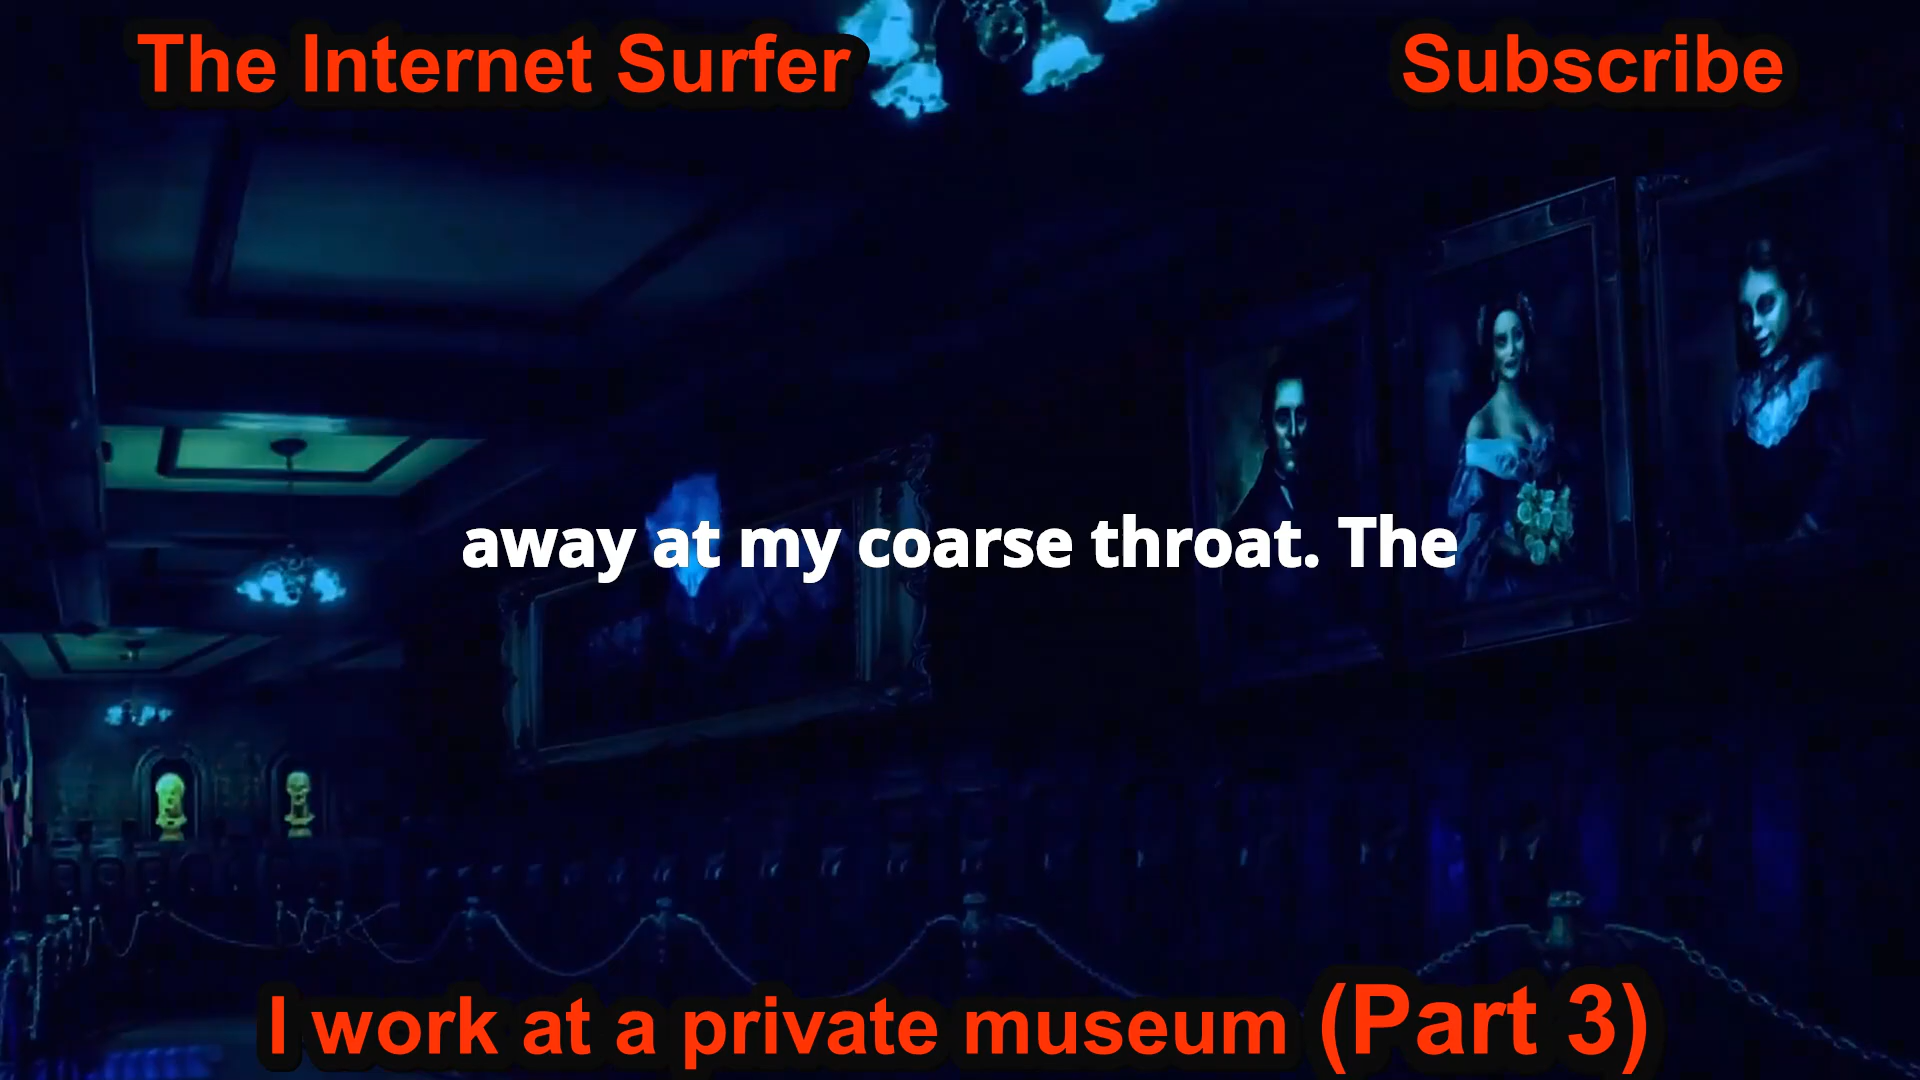 The Internet Surfer
Subscribe
away at my coarse throat. The
I work at a private museum (Part 3)